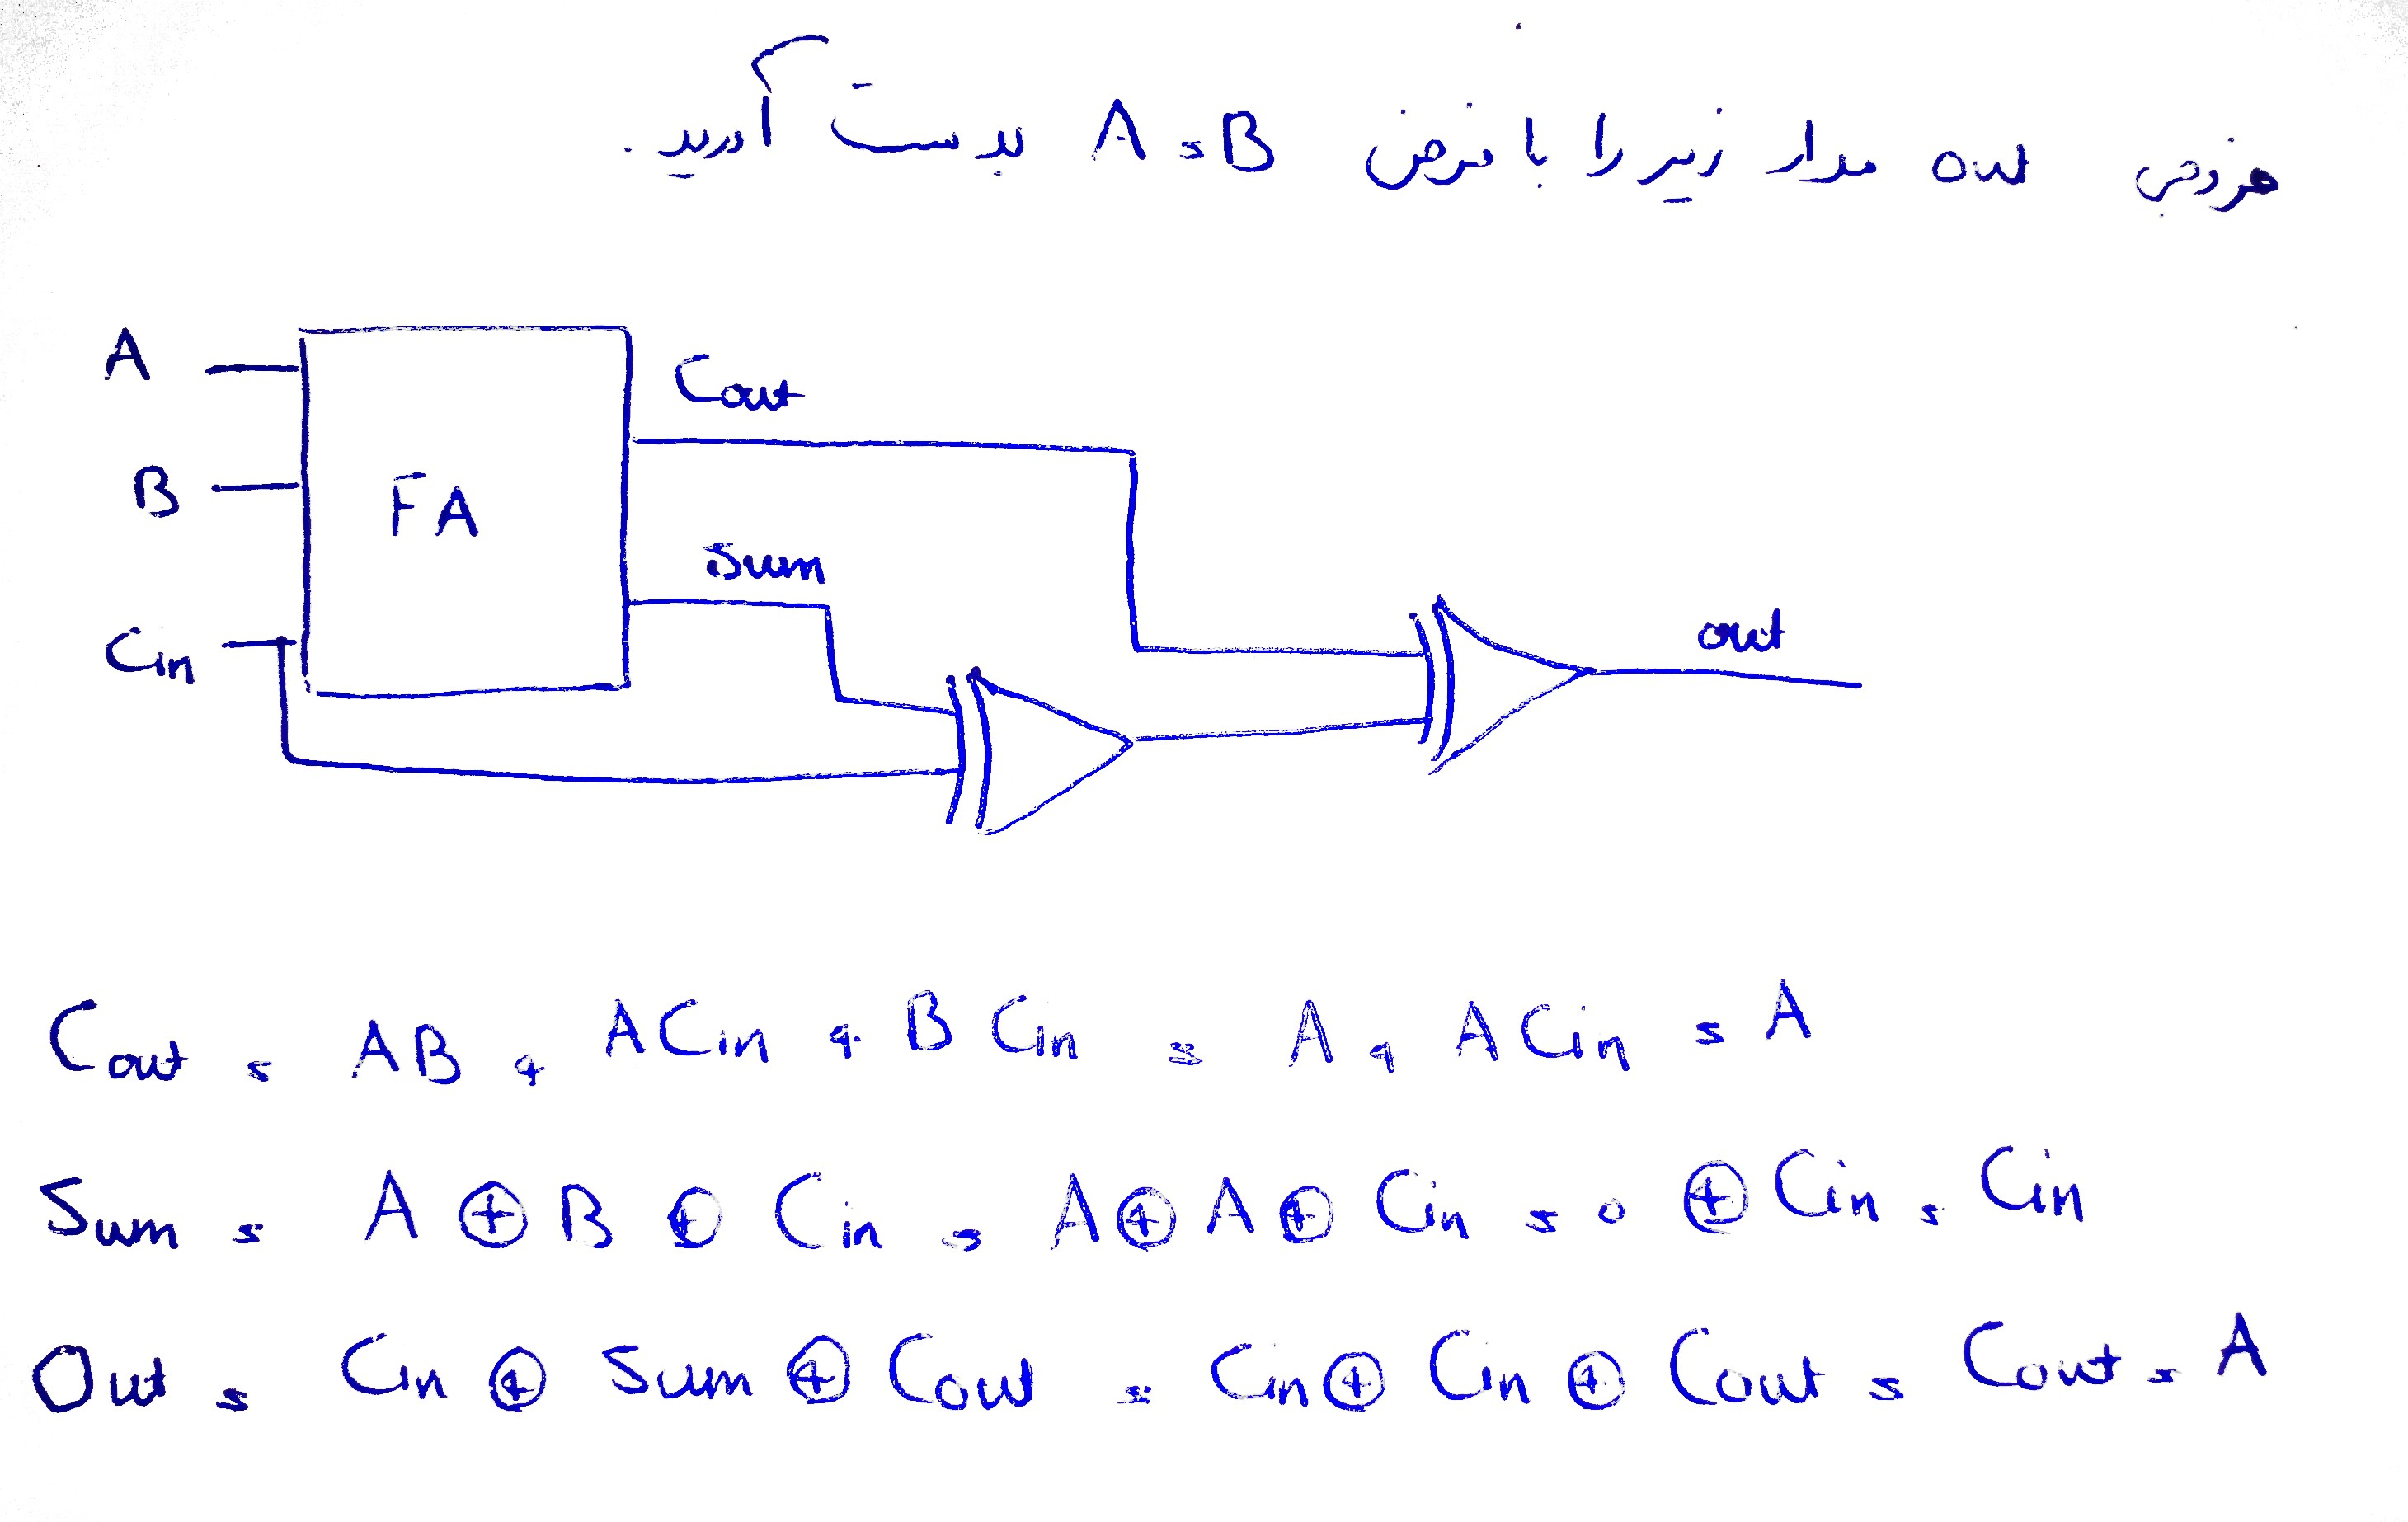 خروجی out مدار زیر را با فرض A=B بدست آورید.
A
Cout
B
FA
Sum
Cin
out
Cout = AB + ACin + BCin = A + ACin = A
Sum = A ⊕ B ⊕ Cin = A ⊕ A ⊕ Cin = 0 ⊕ Cin = Cin
Out = Cin ⊕ Sum ⊕ Cout = Cin ⊕ Cin ⊕ Cout = Cout = A